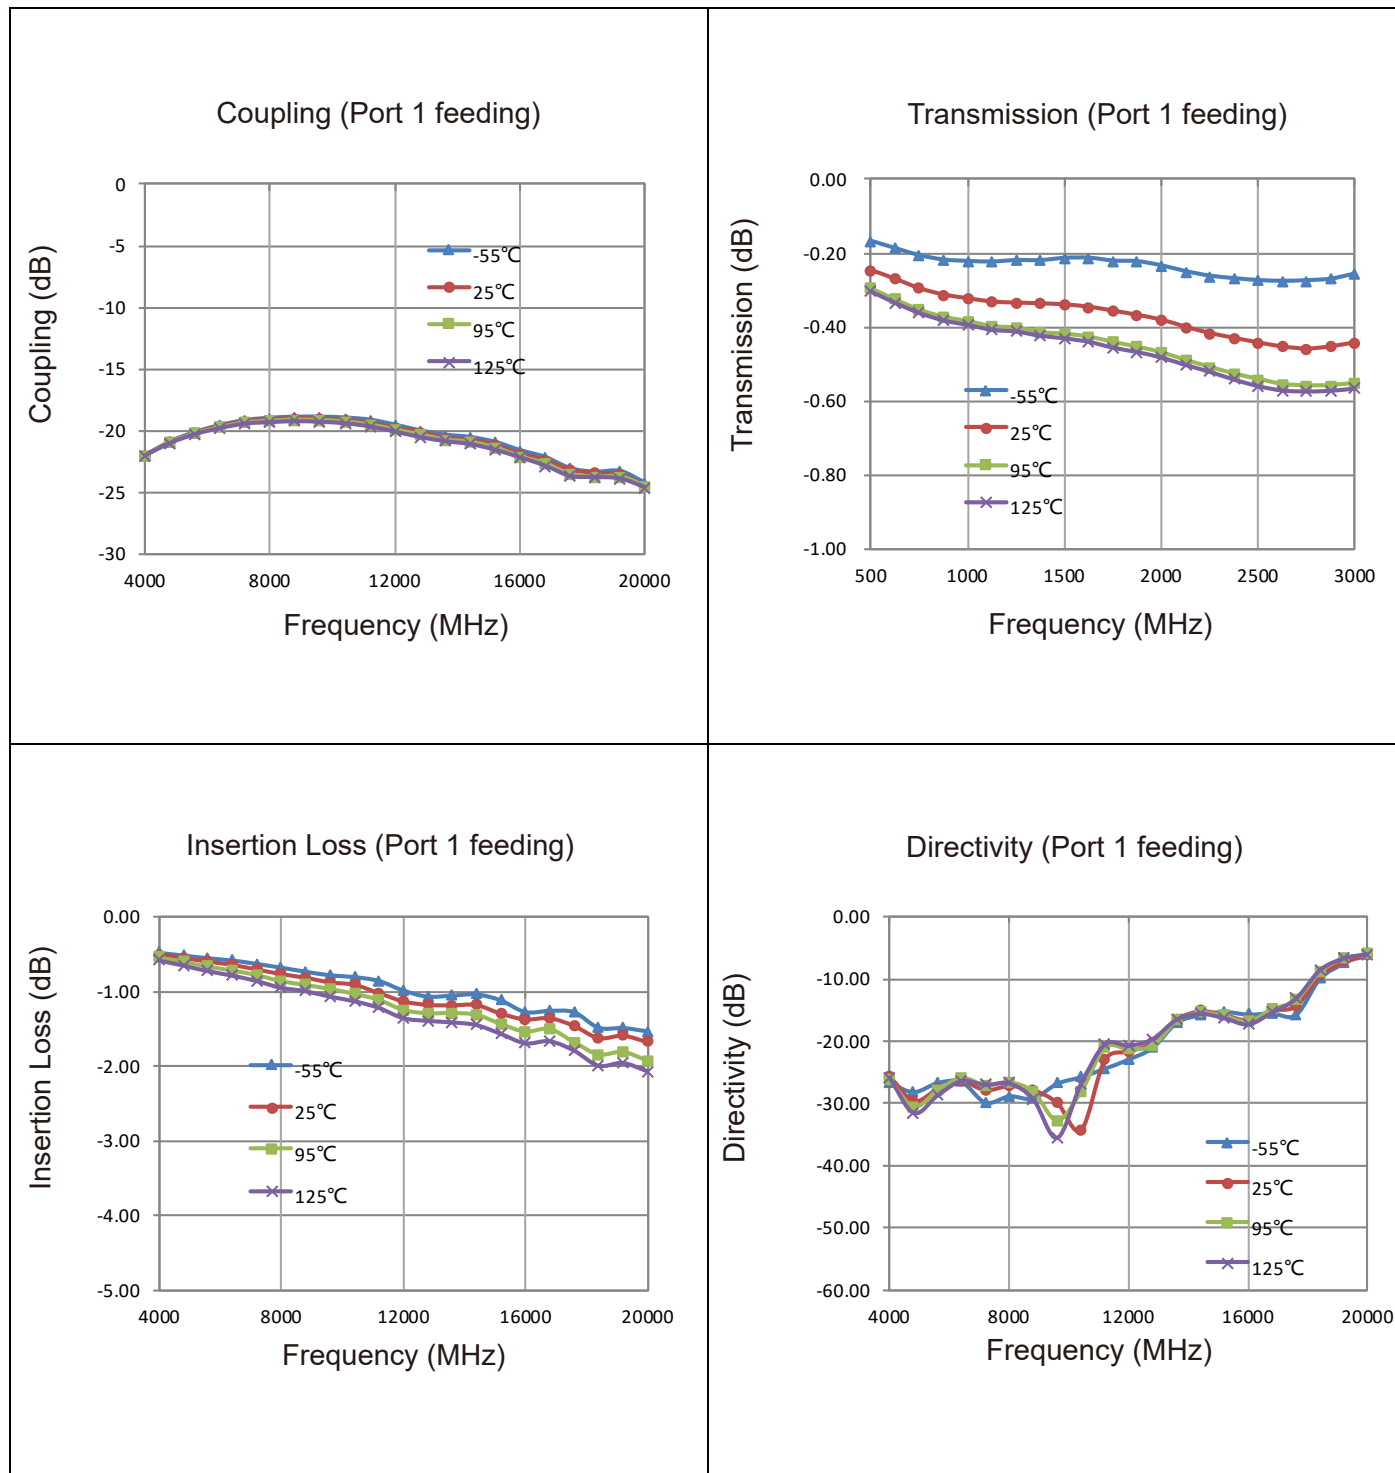 Coupling (Port 1 feeding)
Coupling (dB)
0
-5
-10
-15
-20
-25
-30
-55℃
25℃
95℃
125℃
4000 8000 12000 16000 20000
Frequency (MHz)
Transmission (Port 1 feeding)
Transmission (dB)
0.00
-0.20
-0.40
-0.60
-0.80
-1.00
-55℃
25℃
95℃
125℃
500 1000 1500 2000 2500 3000
Frequency (MHz)
Insertion Loss (Port 1 feeding)
Insertion Loss (dB)
0.00
-1.00
-2.00
-3.00
-4.00
-5.00
-55℃
25℃
95℃
125℃
4000 8000 12000 16000 20000
Frequency (MHz)
Directivity (Port 1 feeding)
Directivity (dB)
0.00
-10.00
-20.00
-30.00
-40.00
-50.00
-60.00
-55℃
25℃
95℃
125℃
4000 8000 12000 16000 20000
Frequency (MHz)